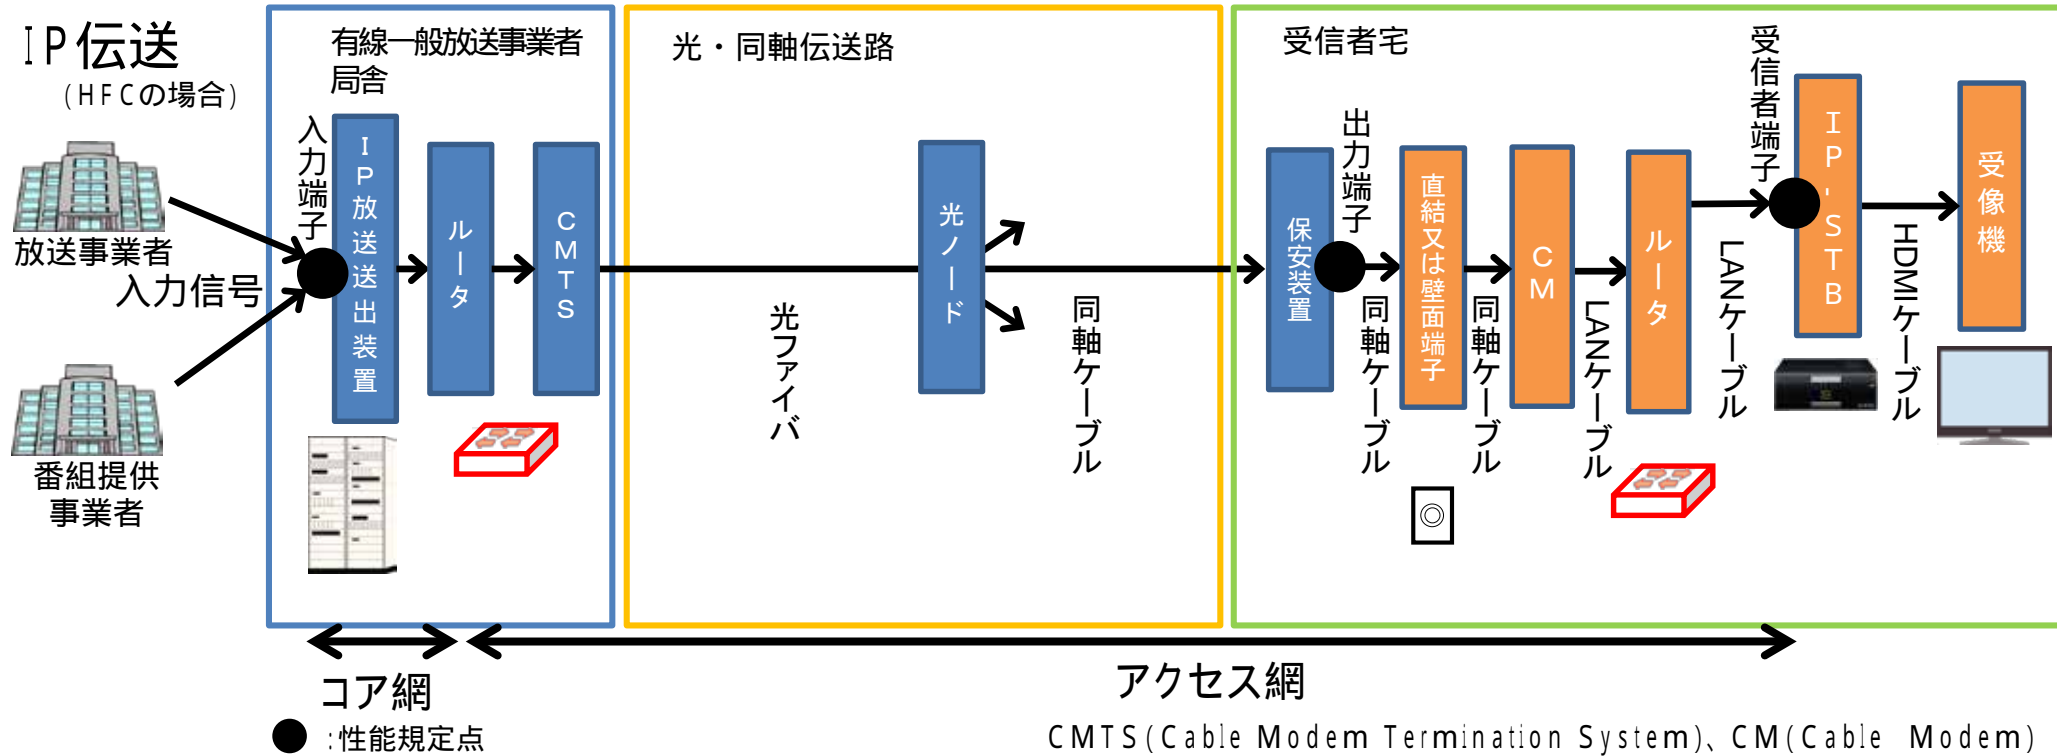 IP伝送
(HFCの場合)
有線一般放送事業者
局舎
光・同軸伝送路
受信者宅
放送事業者
入力信号
番組提供
事業者
入力端子
IP放送送出装置
ルータ
CMTS
光ファイバ
光ノード
同軸ケーブル
保安装置
出力端子
同軸ケーブル
直結又は壁面端子
同軸ケーブル
CM
LANケーブル
ルータ
LANケーブル
受信者端子
IP'STB
HDMIケーブル
受像機
コア網
アクセス網
:性能規定点
CMTS(Cable Modem Termination System)、CM(Cable Modem)